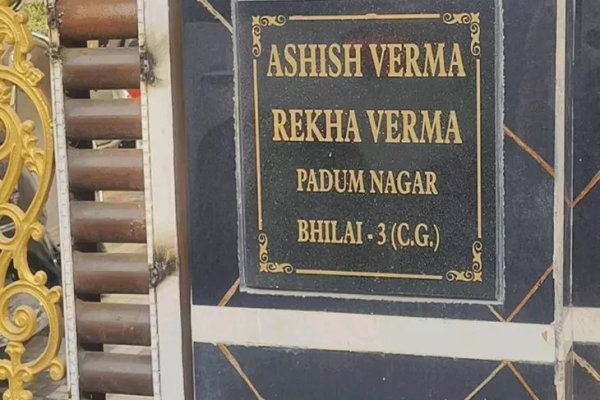 ASHISH VERMA
REKHA VERMA
PADUM NAGAR
BHILAI - 3 (C.G.)